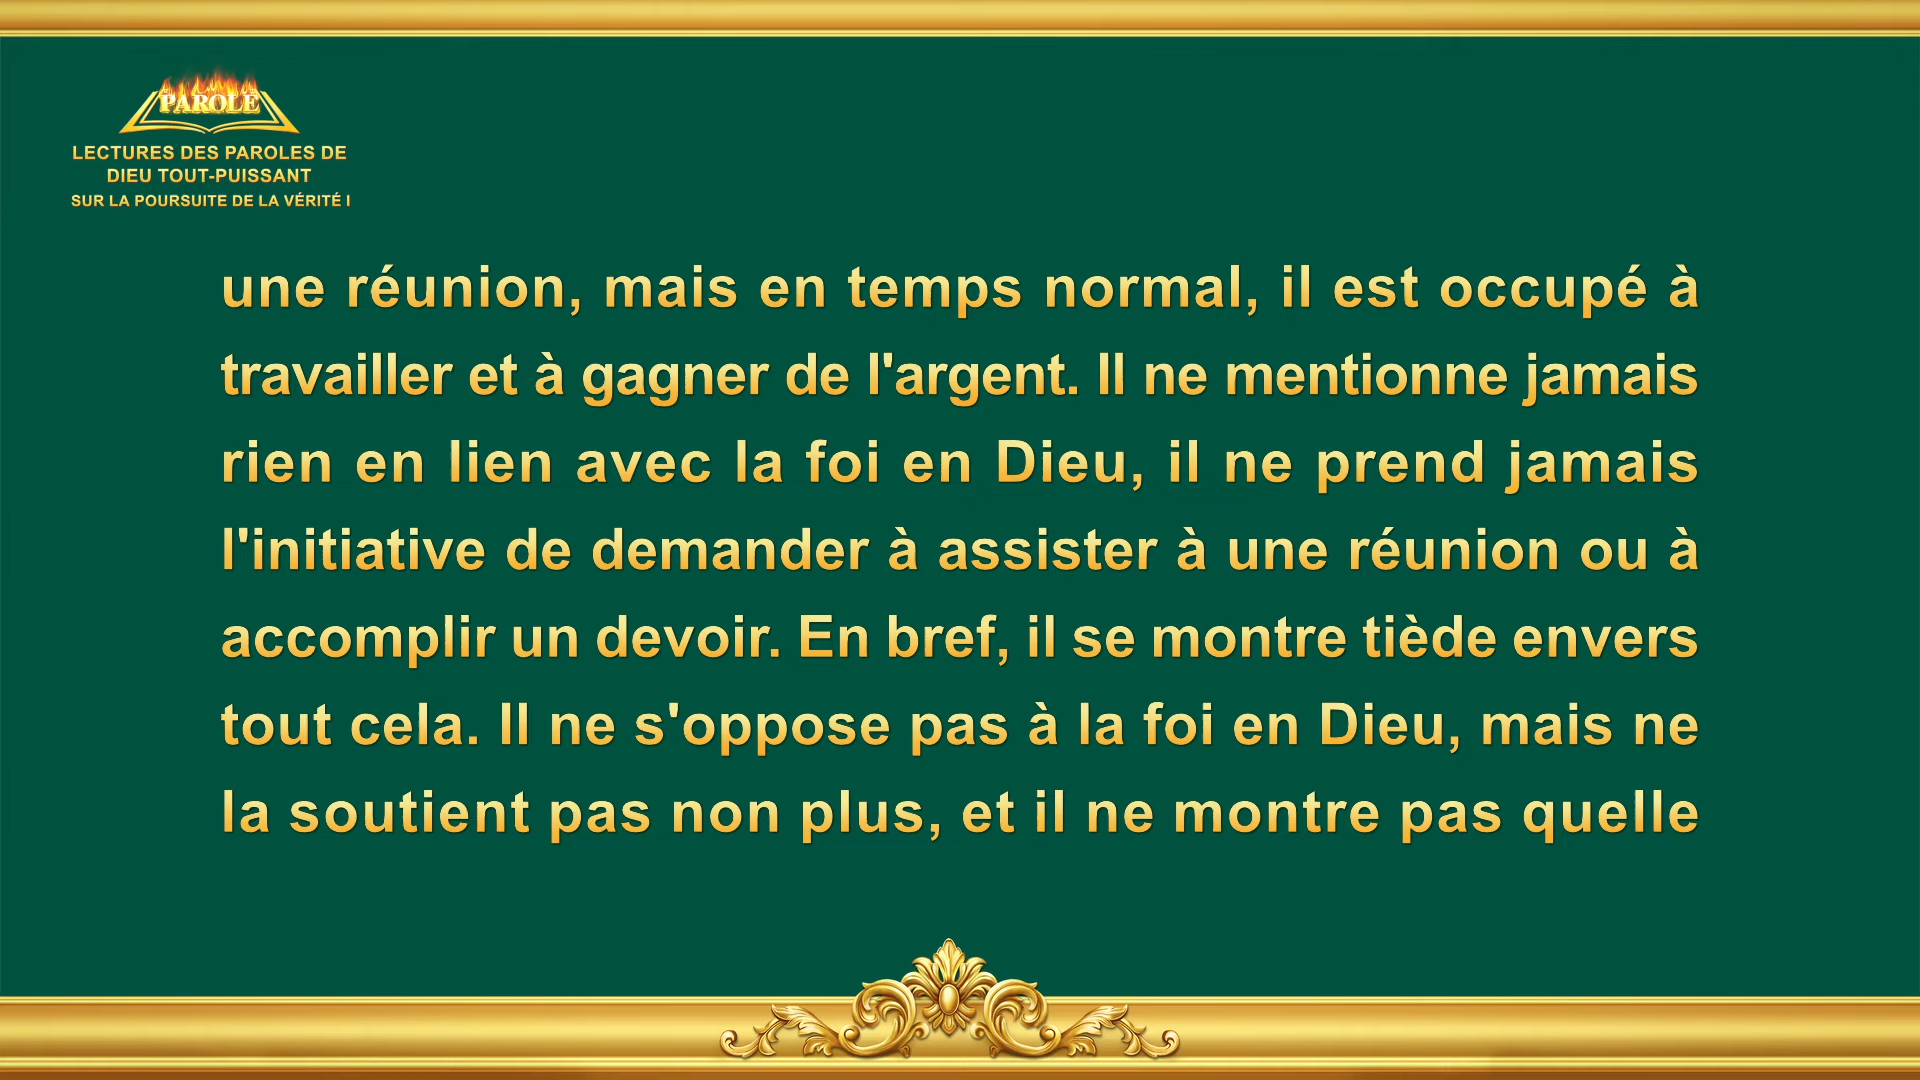 PAROLE
LECTURES DES PAROLES DE
DIEU TOUT-PUISSANT
SUR LA POURSUITE DE LA VÉRITÉ I
une réunion, mais en temps normal, il est occupé à
travailler et à gagner de l'argent. Il ne mentionne jamais
rien en lien avec la foi en Dieu, il ne prend jamais
l'initiative de demander à assister à une réunion ou à
accomplir un devoir. En bref, il se montre tiède envers
tout cela. Il ne s'oppose pas à la foi en Dieu, mais ne
la soutient pas non plus, et il ne montre pas quelle